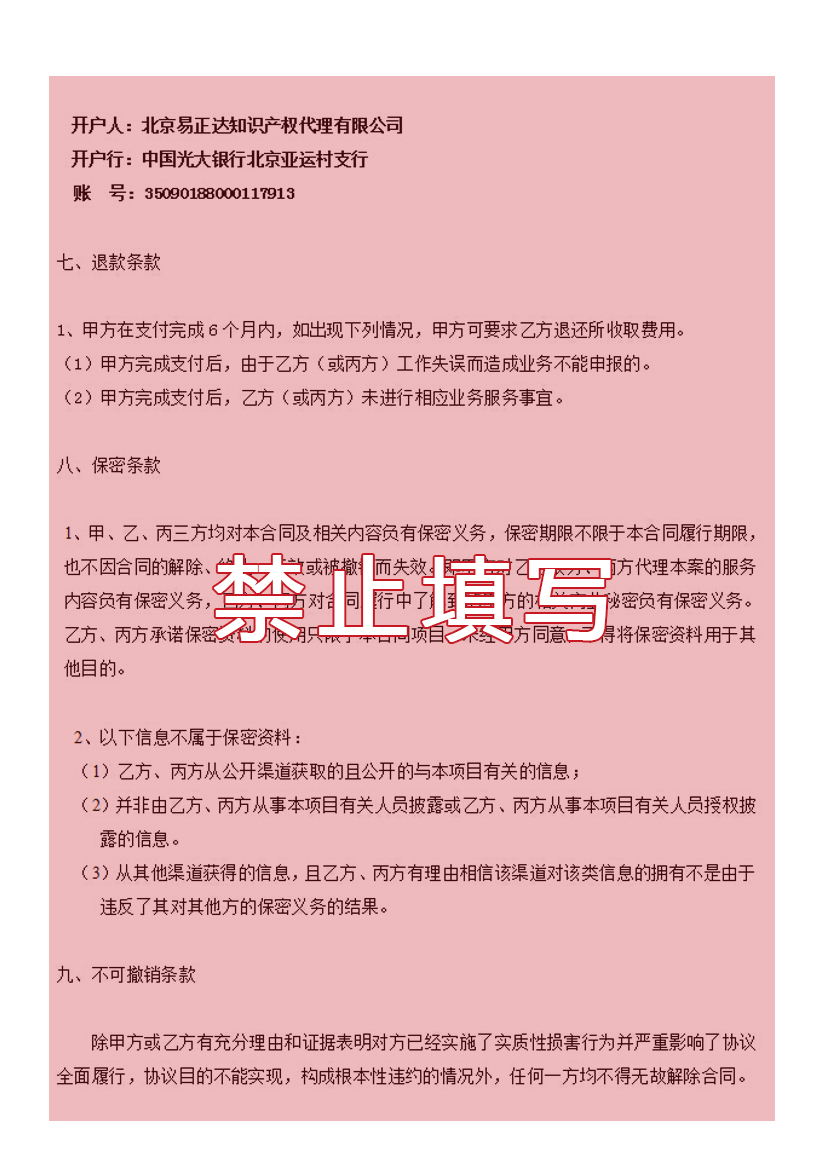 开户人：北京易正达知识产权代理有限公司
开户行：中国光大银行北京亚运村支行
账 号：35090188000117913
七、退款条款
1、甲方在支付完成6个月内，如出现下列情况，甲方可要求乙方退还所收取费用。
（1）甲方完成支付后，由于乙方（或丙方）工作失误而造成业务不能申报的。
（2）甲方完成支付后，乙方（或丙方）未进行相应业务服务事宜。
八、保密条款
1、甲、乙、丙三方均对本合同及相关内容负有保密义务，保密期限不限于本合同履行期限，
也不因合同的解除、或被撤而失效。方代理本案的服务
内容负有保密义务，对合同行中了到方的秘密负有保密义务。
禁止填写
乙方、丙方承诺保密使用只限于本合同项目方同意得将保密资料用于其
他目的。
2、以下信息不属于保密资料：
（1）乙方、丙方从公开渠道获取的且公开的与本项目有关的信息；
（2）并非由乙方、丙方从事本项目有关人员披露或乙方、丙方从事本项目有关人员授权披
露的信息。
（3）从其他渠道获得的信息，且乙方、丙方有理由相信该渠道对该类信息的拥有不是由于
违反了其对其他方的保密义务的结果。
九、不可撤销条款
除甲方或乙方有充分理由和证据表明对方已经实施了实质性损害行为并严重影响了协议
全面履行，协议目的不能实现，构成根本性违约的情况外，任何一方均不得无故解除合同。